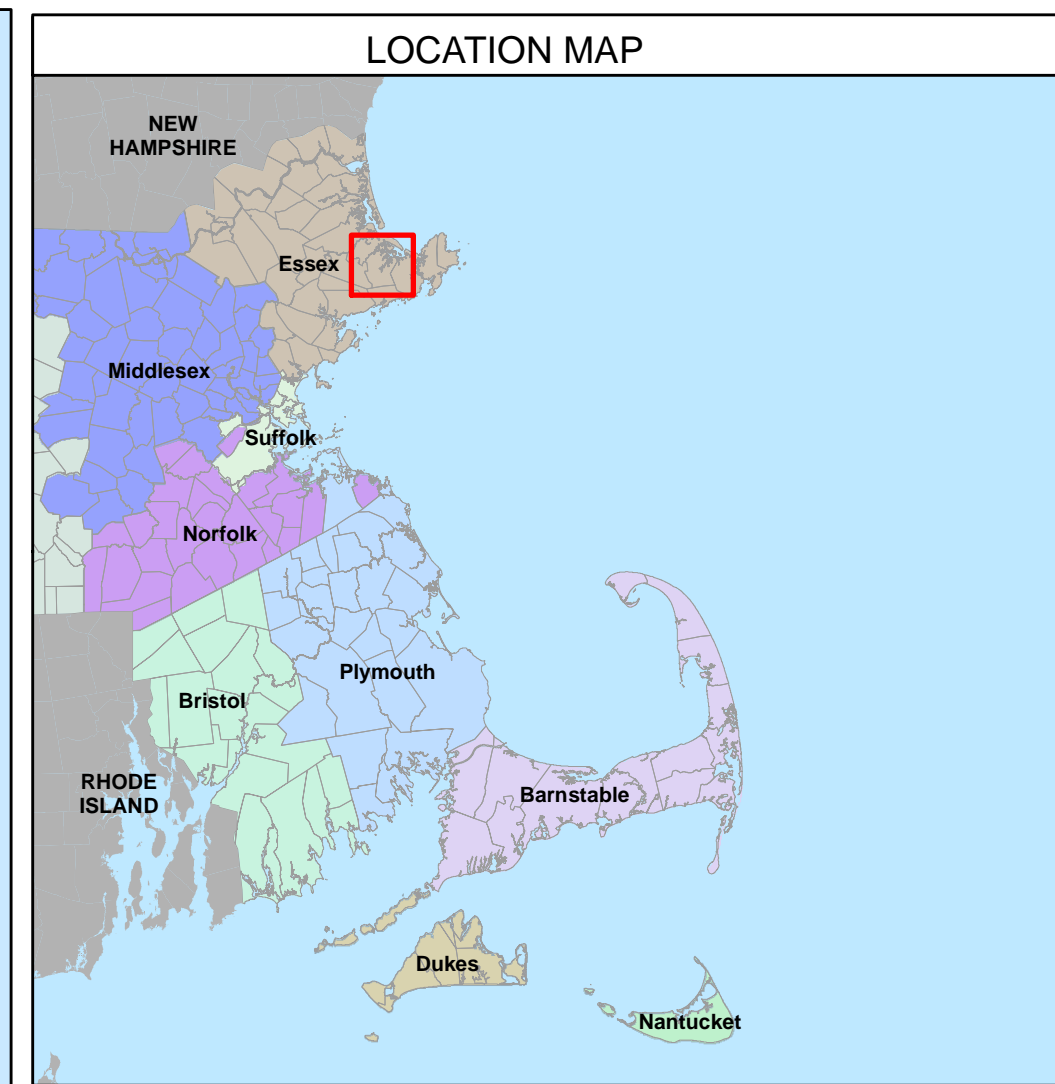 LOCATION MAP
NEW
HAMPSHIRE
Essex
Middlesex
Suffolk
Norfolk
Plymouth
Bristol
RHODE
ISLAND
Barnstable
Dukes
Nantucket